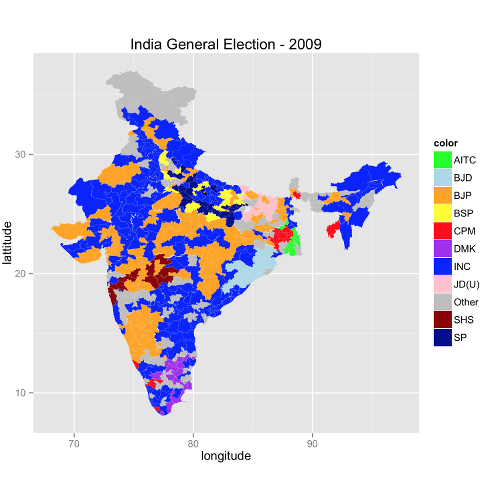 India General Election - 2009
lattitude
30
20
10
70
80
90
longitude
color
AITC
BJD
BJP
BSP
CPM
DMK
INC
JD(U)
Other
SHS
SP